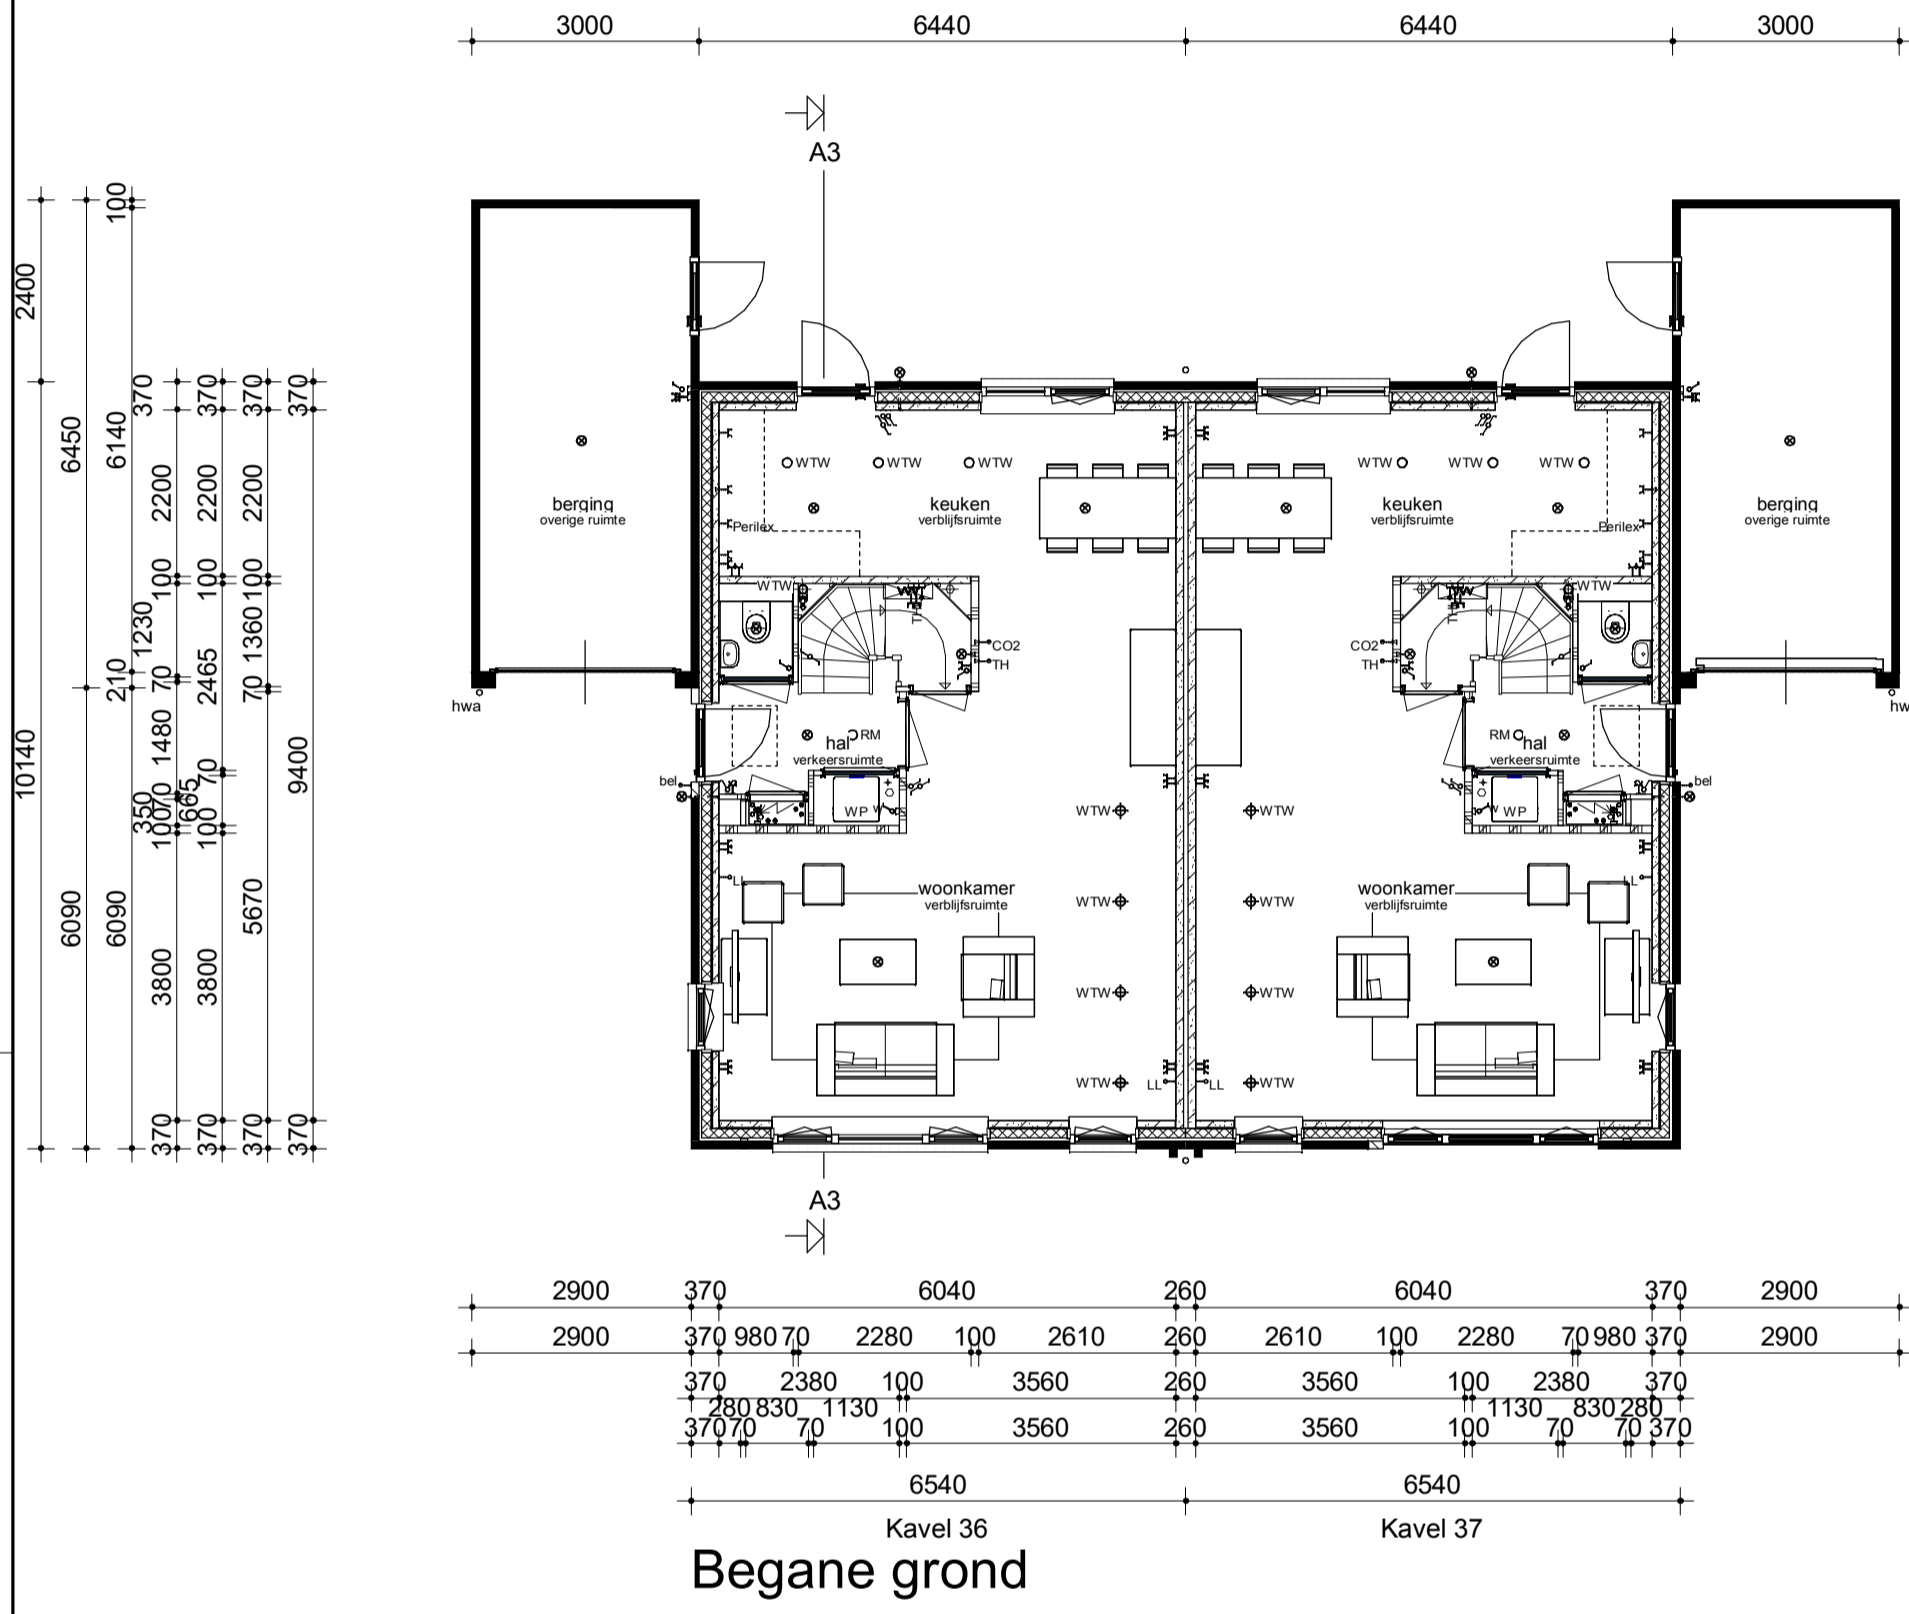 3000 6440 6440 3000
A3
100
2400
6450
6140
370 370 370 370
2200 2200 2200
100 100 100
1230
1360
210
70
2465
70
1480
10140
9400
70
350
665
70
100
100
6090
6090
5670
3800 3800
370 370 370 370
WTW WTW WTW WTW WTW WTW
berging
overige ruimte
keuken
verblijfsruimte
keuken
verblijfsruimte
berging
overige ruimte
Perilex Perilex
WTW WTW
CO2 CO2
TH TH
hwa hw
RM RM
hal
verkeersruimte
hal
verkeersruimte
bel bel
WP WP
WTW WTW
LL LL
woonkamer
verblijfsruimte
woonkamer
verblijfsruimte
WTW WTW
WTW WTW
WTW LL LL WTW
A3
2900 370 6040 260 6040 370 2900
2900 370 980 70 2280 100 2610 260 2610 100 2280 70 980 370 2900
370 2380 100 3560 260 3560 100 2380 370
280 830 1130 1130 830 280
370 70 70 100 3560 260 3560 100 70 70 370
6540 6540
Kavel 36 Kavel 37
Begane grond